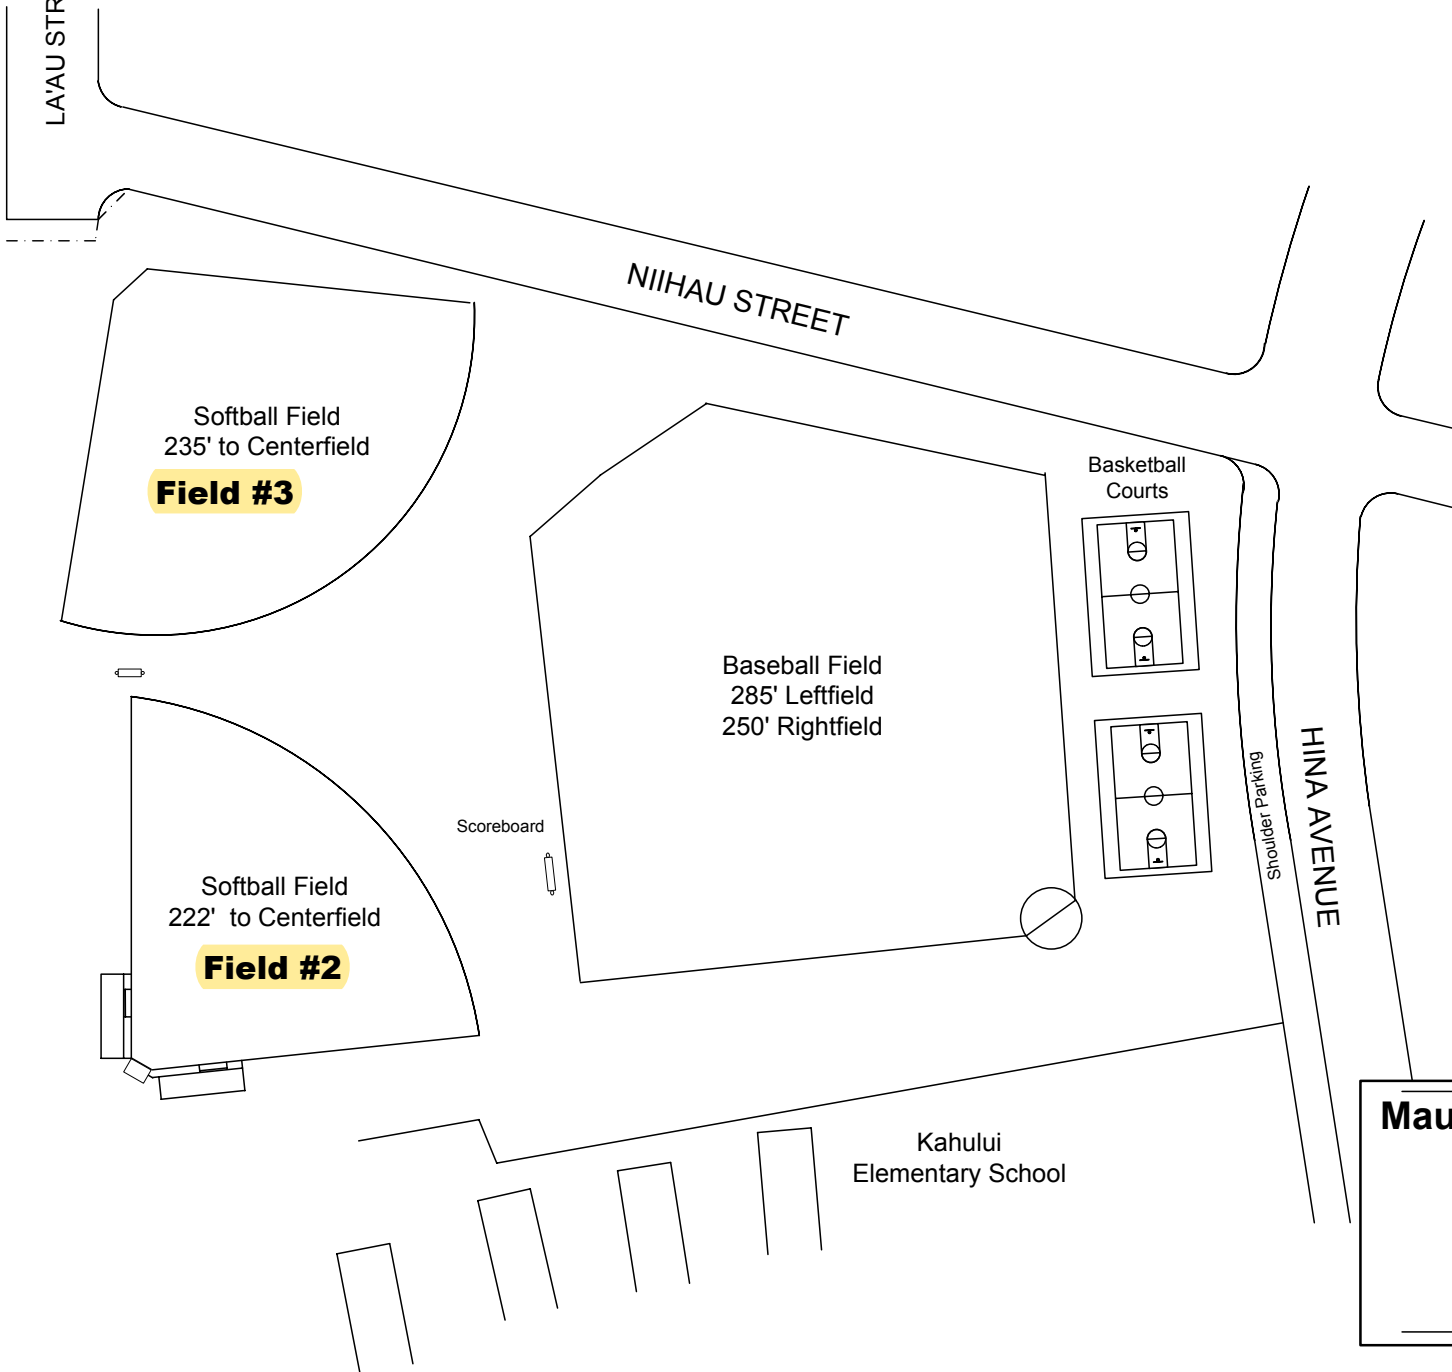 LA'AU STR
NIIHAU STREET
Softball Field
235' to Centerfield
Field #3
Basketball
Courts
Baseball Field
285' Leftfield
250' Rightfield
Shoulder Parking
HINA AVENUE
Scoreboard
Softball Field
222' to Centerfield
Field #2
Kahului
Elementary School
Mau